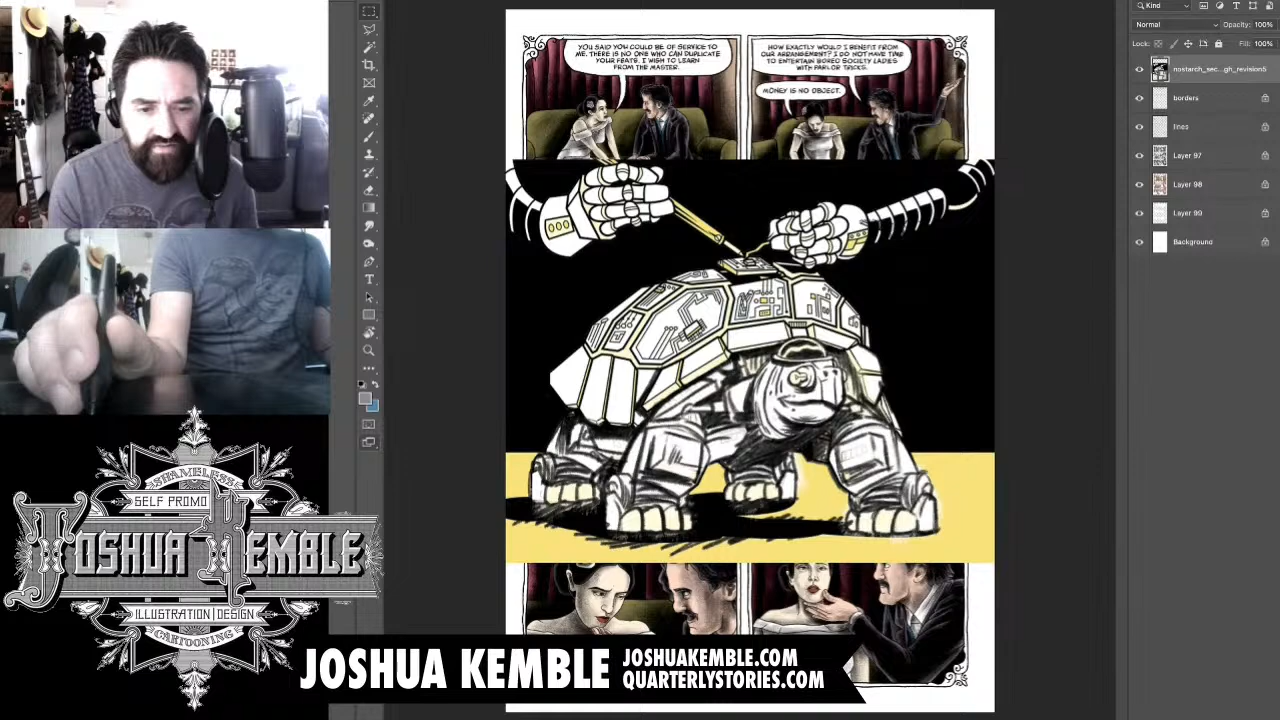 YOU SAID YOU COULD BE OF SERVICE TO
ME. THERE IS NO ONE WHO CAN DUPLICATE
YOUR FEATS. I WISH TO LEARN
FROM THE MASTER.
HOW EXACTLY WOULD I BENEFIT FROM
OUR ARRANGEMENT? I DO NOT HAVE TIME
TO ENTERTAIN BORED SOCIETY LADIES
WITH PARLOR TRICKS.
MONEY IS NO OBJECT.
Kind
Normal
Opacity: 100%
Lock:
Fill: 100%
nostarch_sec...gh_revision5
borders
lines
Layer 97
Layer 98
Layer 99
Background
SHAMELESS
SELF PROMO
JOSHUA KEMBLE
ILLUSTRATION|DESIGN
CARTOONING
JOSHUA KEMBLE
JOSHUAKEMBLE.COM
QUARTERLYSTORIES.COM